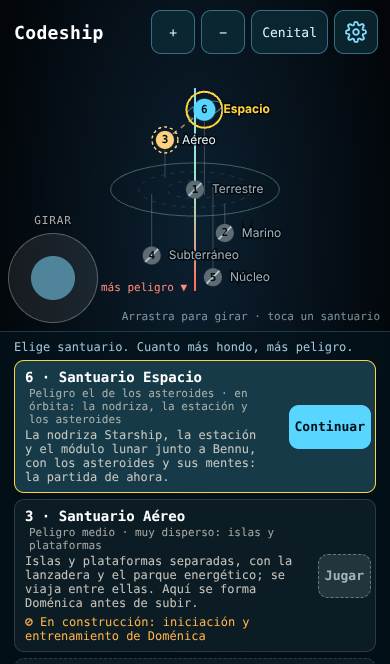 Codeship
+
−
Cenital
6
Espacio
3
Aéreo
1
Terrestre
2
Marino
4
Subterráneo
5
Núcleo
GIRAR
más peligro ▼
Arrastra para girar · toca un santuario
Elige santuario. Cuanto más hondo, más peligro.
6 · Santuario Espacio
Peligro el de los asteroides · en
órbita: la nodriza, la estación y
los asteroides
La nodriza Starship, la estación
y el módulo lunar junto a Bennu,
con los asteroides y sus mentes:
la partida de ahora.
Continuar
3 · Santuario Aéreo
Peligro medio · muy disperso: islas y
plataformas
Islas y plataformas separadas, con la
lanzadera y el parque energético; se
viaja entre ellas. Aquí se forma
Doménica antes de subir.
Jugar
⊘ En construcción: iniciación y
entrenamiento de Doménica